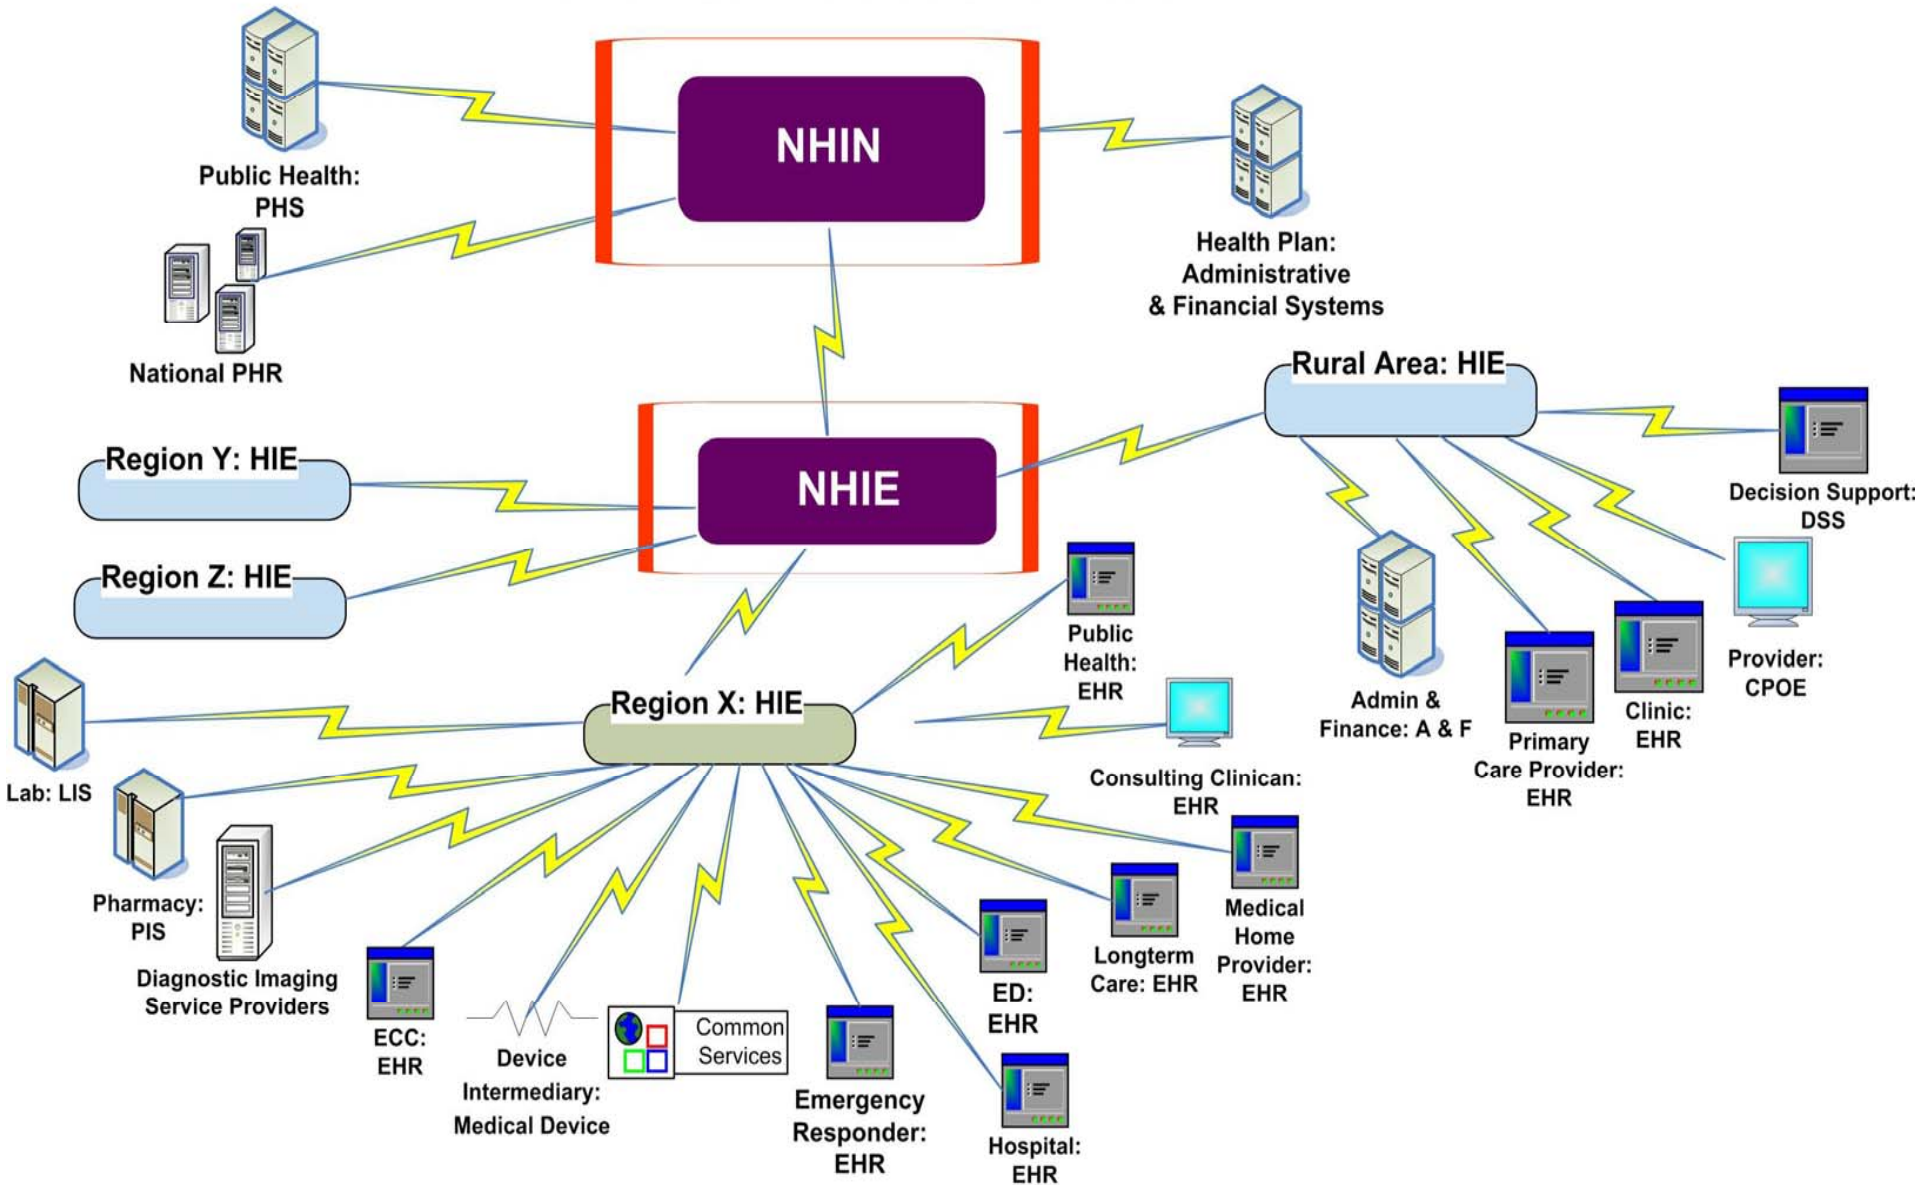 NHIN
Public Health:
PHS
Health Plan:
Administrative
& Financial Systems
National PHR
Rural Area: HIE
Region Y: HIE
NHIE
Decision Support:
DSS
Region Z: HIE
Public
Health:
EHR
Provider:
CPOE
Region X: HIE
Admin &
Finance: A & F
Clinic:
EHR
Primary
Care Provider:
EHR
Lab: LIS
Consulting Clinican:
EHR
Pharmacy:
PIS
Medical
Home
Provider:
EHR
Diagnostic Imaging
Service Providers
Longterm
Care: EHR
ED:
EHR
ECC:
EHR
Device
Intermediary:
Medical Device
Common
Services
Emergency
Responder:
EHR
Hospital:
EHR